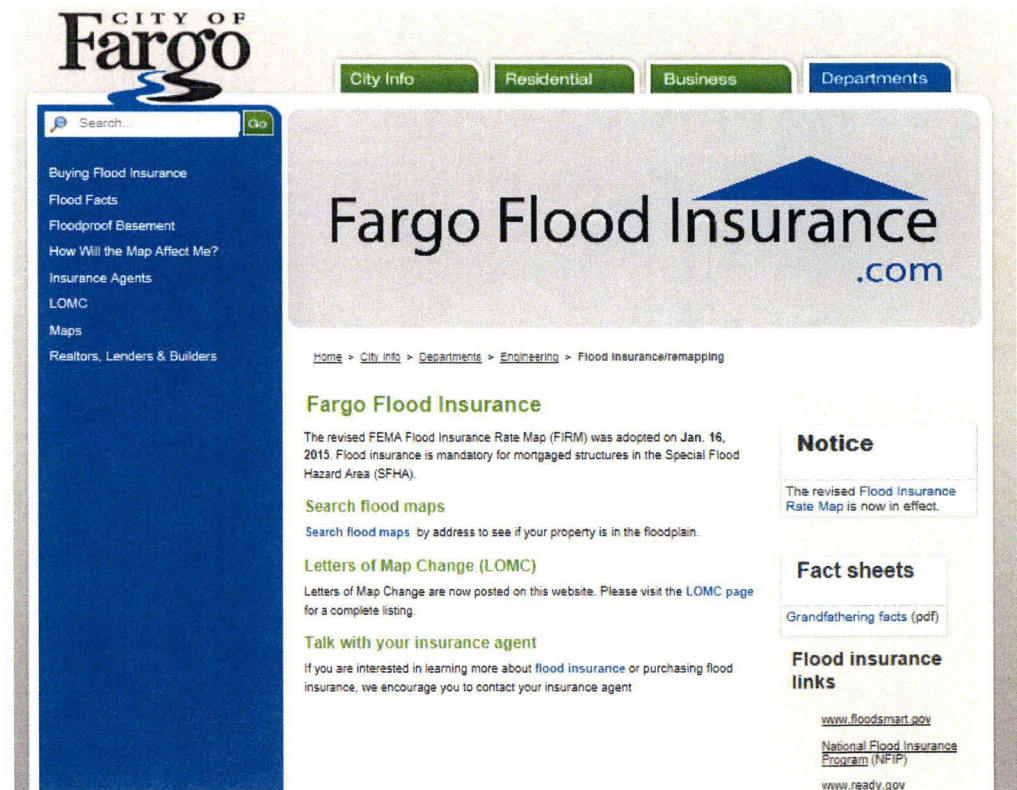 CITY OF
Fargo
City Info
Residential
Business
Departments
Search...
Go
Buying Flood Insurance
Flood Facts
Floodproof Basement
How Will the Map Affect Me?
Insurance Agents
LOMC
Maps
Realtors, Lenders & Builders
Fargo Flood Insurance
.com
Home > City Info > Departments > Engineering > Flood Insurance/remapping
Fargo Flood Insurance
The revised FEMA Flood Insurance Rate Map (FIRM) was adopted on Jan. 16,
2015. Flood insurance is mandatory for mortgaged structures in the Special Flood
Hazard Area (SFHA).
Search flood maps
Search flood maps by address to see if your property is in the floodplain.
Letters of Map Change (LOMC)
Letters of Map Change are now posted on this website. Please visit the LOMC page
for a complete listing.
Talk with your insurance agent
If you are interested in learning more about flood insurance or purchasing flood
insurance, we encourage you to contact your insurance agent
Notice
The revised Flood Insurance
Rate Map is now in effect.
Fact sheets
Grandfathering facts (pdf)
Flood insurance
links
www.floodsmart.gov
National Flood Insurance
Program (NFIP)
www.ready.gov